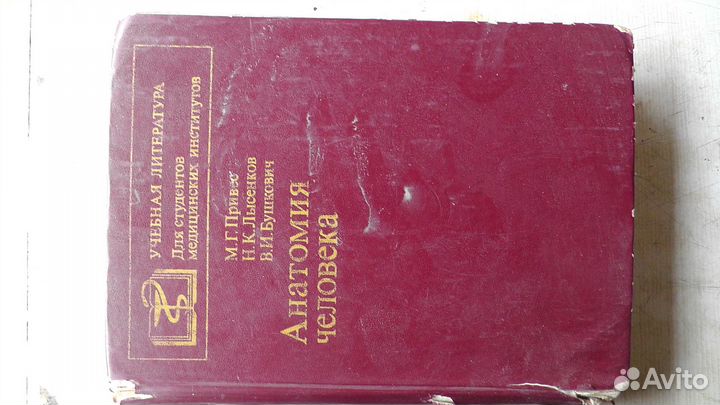 УЧЕБНАЯ ЛИТЕРАТУРА
Для студентов
медицинских институтов
М.Г.Привес
Н.К.Лысенков
В.И.Бушкович
Анатомия
человека
Avito